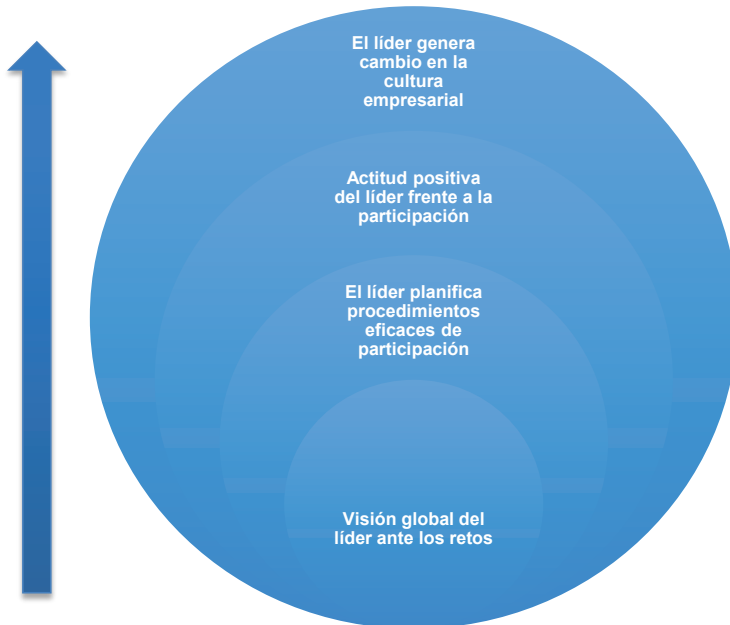 El líder genera
cambio en la
cultura
empresarial
Actitud positiva
del líder frente a la
participación
El líder planifica
procedimientos
eficaces de
participación
Visión global del
líder ante los retos